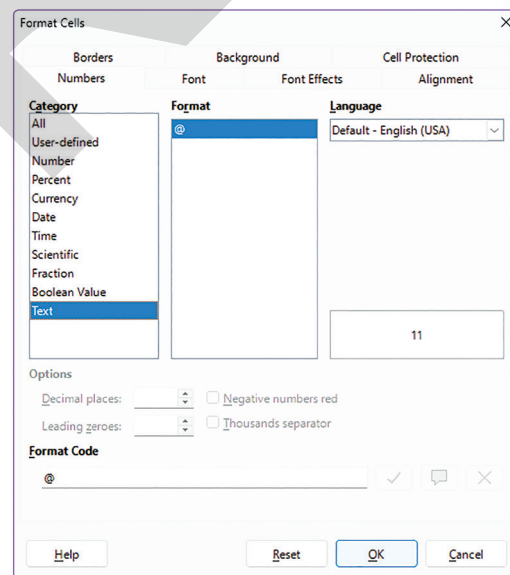 Format Cells
Borders Background Cell Protection
Numbers Font Font Effects Alignment
Category Format Language
All @ Default - English (USA)
User-defined
Number
Percent
Currency
Date
Time
Scientific
Fraction
Boolean Value
Text
11
Options
Decimal places: Negative numbers red
Leading zeroes: Thousands separator
Format Code
@
Help Reset OK Cancel